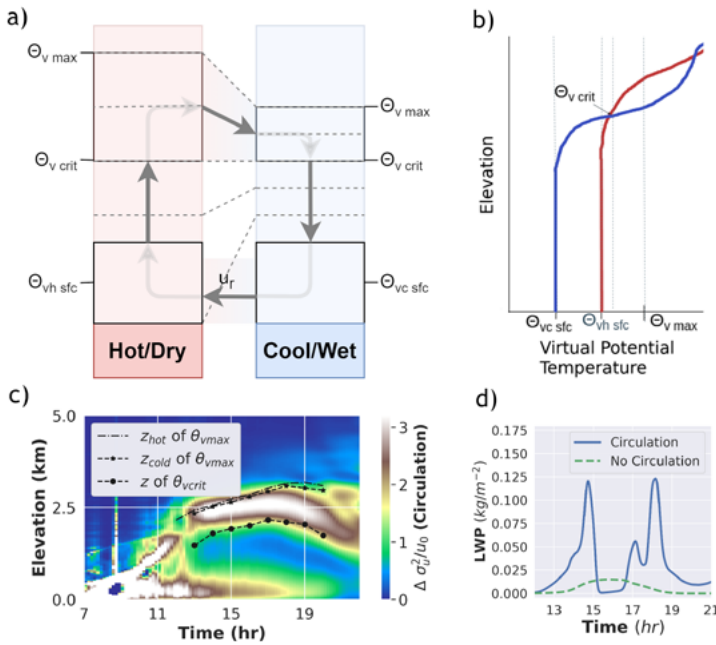 a)
Θv max
Θv crit
Θvh sfc
Θv max
Θv crit
Θvc sfc
ur
Hot/Dry
Cool/Wet
b)
Elevation
Θv crit
Θvc sfc
Θvh sfc
Θv max
Virtual Potential
Temperature
c)
5.0
2.5
0.0
Elevation (km)
zhot of θvmax
zcold of θvmax
z of θvcrit
7
11
15
19
Time (hr)
3
2
1
0
Δ σu²/u0 (Circulation)
d)
0.175
0.150
0.125
0.100
0.075
0.050
0.025
0.000
LWP (kg/m⁻²)
Circulation
No Circulation
13
15
17
19
21
Time (hr)